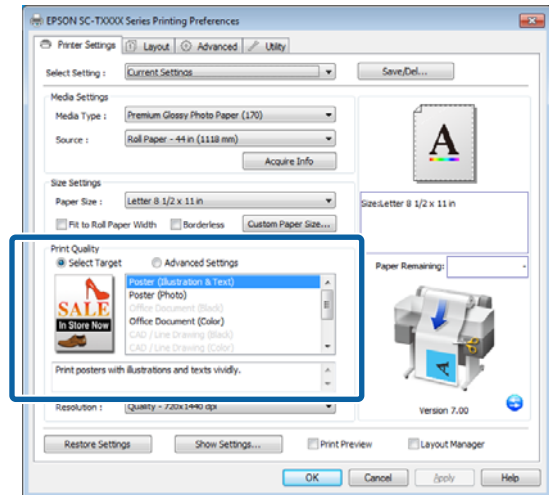 EPSON SC-TXXXX Series Printing Preferences
Printer Settings Layout Advanced Utility
Select Setting : Current Settings Save/Del...
Media Settings
Media Type : Premium Glossy Photo Paper (170)
Source : Roll Paper - 44 in (1118 mm)
Acquire Info
A
Size Settings
Paper Size : Letter 8 1/2 x 11 in
Size:Letter 8 1/2 x 11 in
Fit to Roll Paper Width Borderless Custom Paper Size...
Print Quality
Select Target Advanced Settings
Paper Remaining: -
SALE
In Store Now
Poster (Illustration & Text)
Poster (Photo)
Office Document (Black)
Office Document (Color)
CAD / Line Drawing (Black)
CAD / Line Drawing (Color)
Print posters with illustrations and texts vividly.
A
Resolution : Quality - 720x1440 dpi
Version 7.00
Restore Settings Show Settings... Print Preview Layout Manager
OK Cancel Apply Help